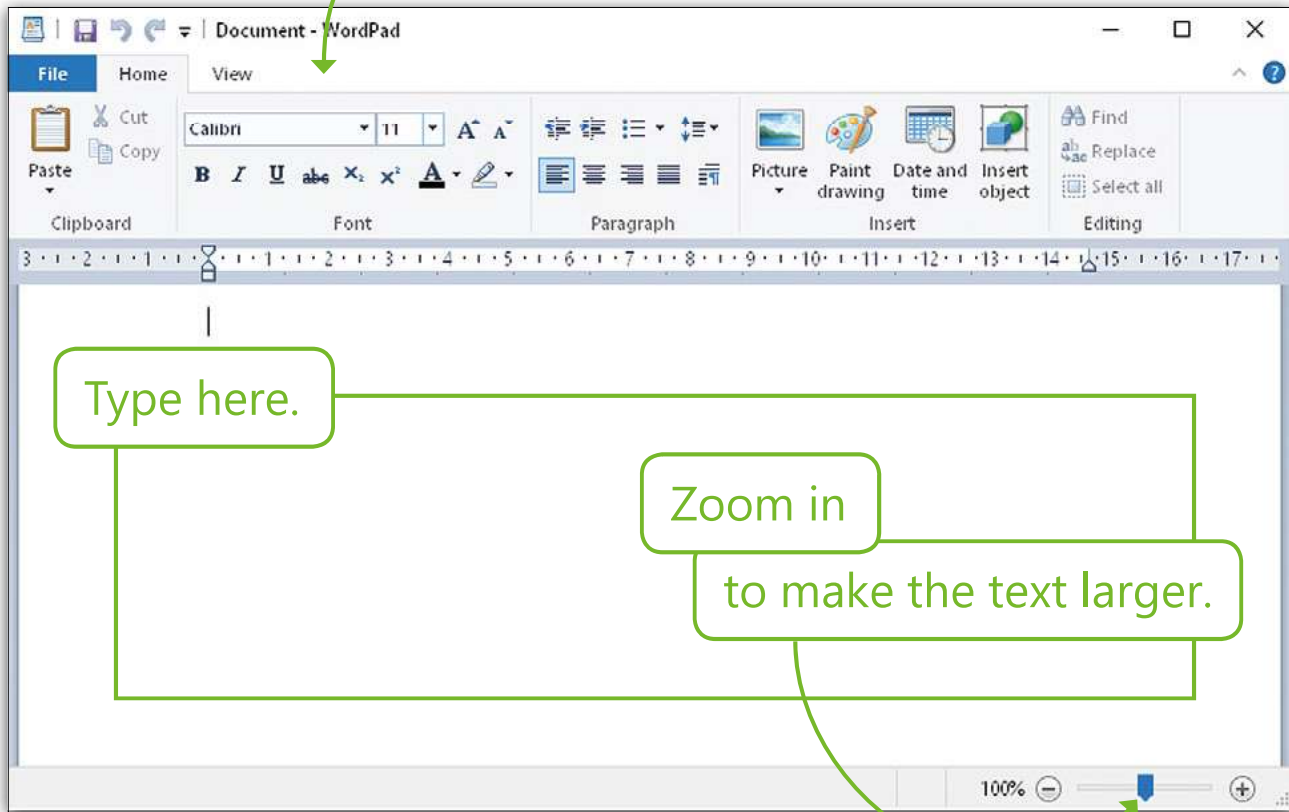 Document - WordPad
File Home View
Paste
Cut
Copy
Clipboard
Calibri 11 A A
B I U abc X₂ x² A
Font
Paragraph
Picture
Paint drawing
Date and time
Insert object
Insert
Find
Replace
Select all
Editing
3 2 1 1 2 3 4 5 6 7 8 9 10 11 12 13 14 15 16 17
Type here.
Zoom in
to make the text larger.
100%